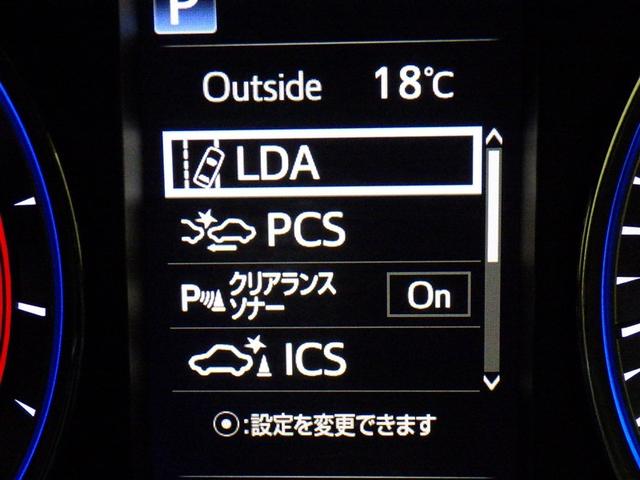 P
Outside 18℃
LDA
PCS
P クリアランス
ソナー On
ICS
⦿:設定を変更できます